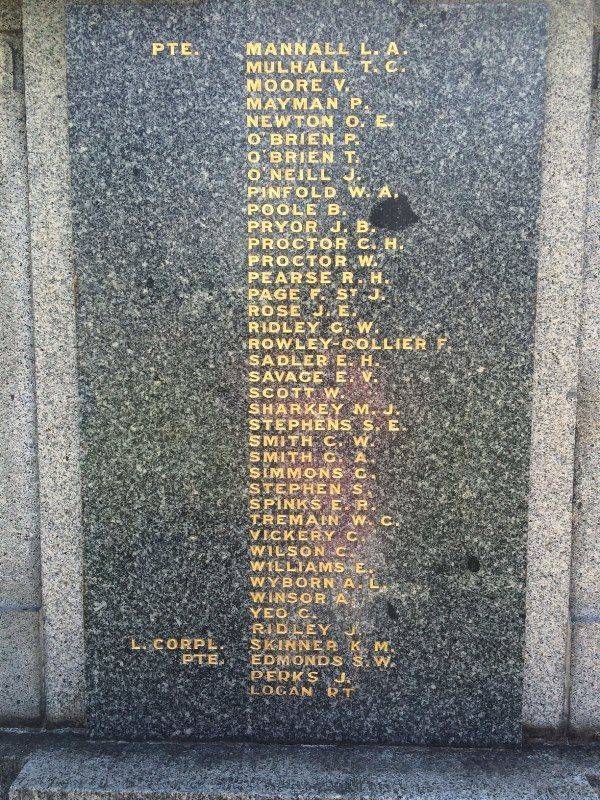 PTE. MANNALL L. A.
MULHALL T. C.
MOORE V.
MAYMAN P.
NEWTON O. E.
O'BRIEN P.
O'BRIEN T.
O'NEILL J.
PINFOLD W. A.
POOLE B.
PRYOR J. B.
PROCTOR C. H.
PROCTOR W.
PEARSE R. H.
PAGE F. ST J.
ROSE J. E.
RIDLEY C. W.
ROWLEY-COLLIER F.
SADLER E. H.
SAVAGE E. V.
SCOTT W.
SHARKEY M. J.
STEPHENS S. E.
SMITH C. W.
SMITH C. A.
SIMMONS C.
STEPHEN S.
SPINKS E. R.
TREMAIN W. C.
VICKERY C.
WILSON C.
WILLIAMS E.
WYBORN A. L.
WINSOR A.
YEO C.
RIDLEY J.
L. CORPL. SKINNER K. M.
PTE. EDMONDS S. W.
PERKS J.
LOGAN R T